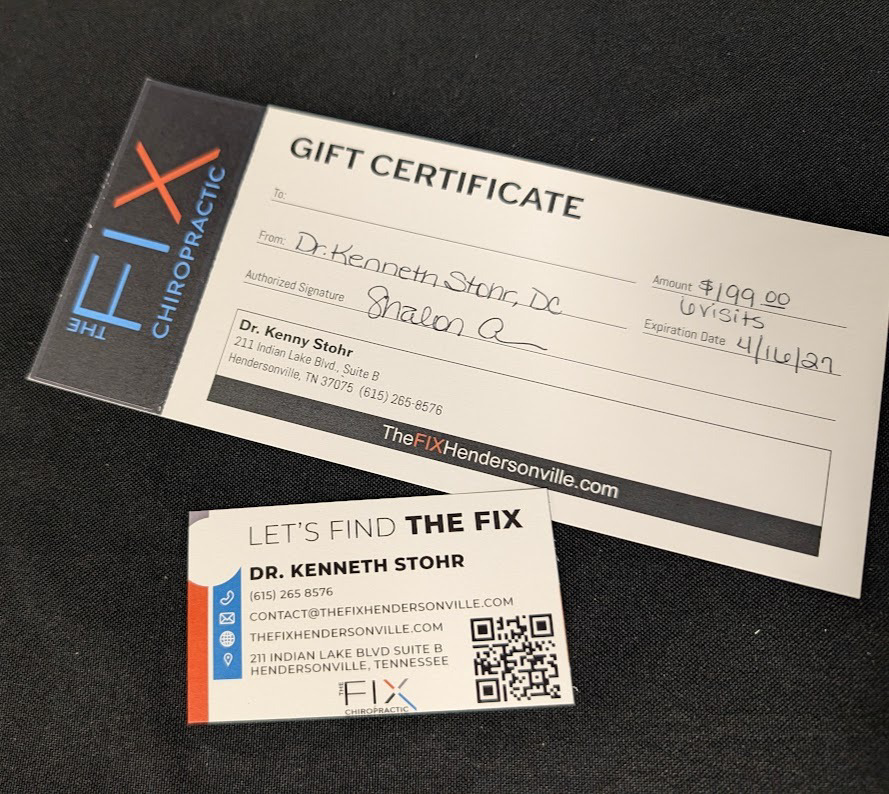 THE FIX
CHIROPRACTIC
GIFT CERTIFICATE
To:
From: Dr. Kenneth Stohr, DC
Authorized Signature Shalon a
Amount $199.00
6 visits
Expiration Date 4/16/27
Dr. Kenny Stohr
211 Indian Lake Blvd., Suite B
Hendersonville, TN 37075 (615) 265-8576
TheFIXHendersonville.com
LET'S FIND THE FIX
DR. KENNETH STOHR
(615) 265 8576
CONTACT@THEFIXHENDERSONVILLE.COM
THEFIXHENDERSONVILLE.COM
211 INDIAN LAKE BLVD SUITE B
HENDERSONVILLE, TENNESSEE
THE FIX
CHIROPRACTIC